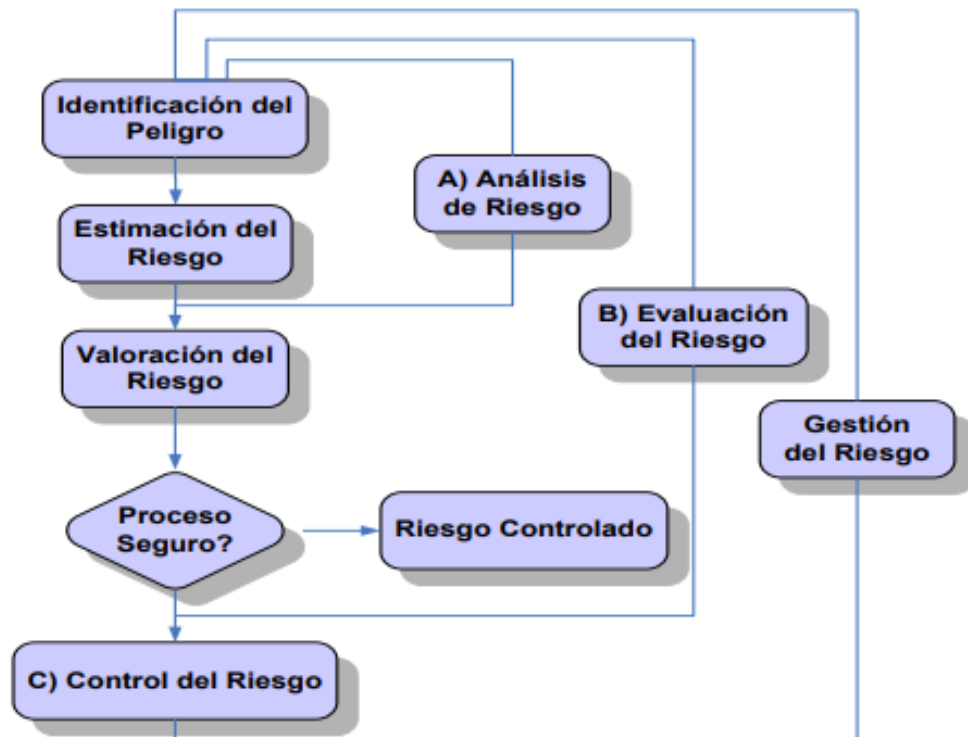 Identificación del
Peligro
A) Análisis
de Riesgo
Estimación del
Riesgo
B) Evaluación
del Riesgo
Valoración del
Riesgo
Gestión
del Riesgo
Proceso
Seguro?
Riesgo Controlado
C) Control del Riesgo